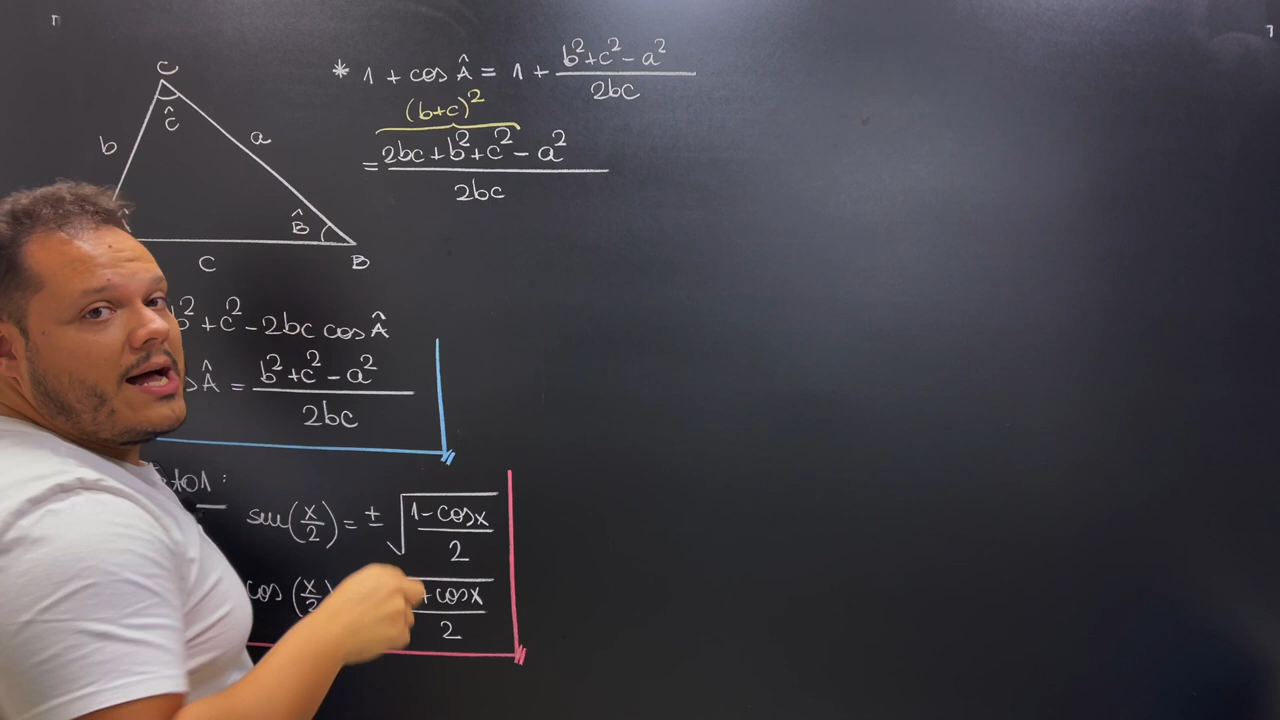 * 1 + cos Â = 1 + (b² + c² - a²)/2bc
(b+c)²
= (2bc + b² + c² - a²)/2bc
C
Ĉ
b
a
B̂
c
B
b² + c² - 2bc cos Â
Â = (b² + c² - a²)/2bc
sen(x/2) = ± √((1 - cosx)/2)
cos(x/2)
+ cosx
2